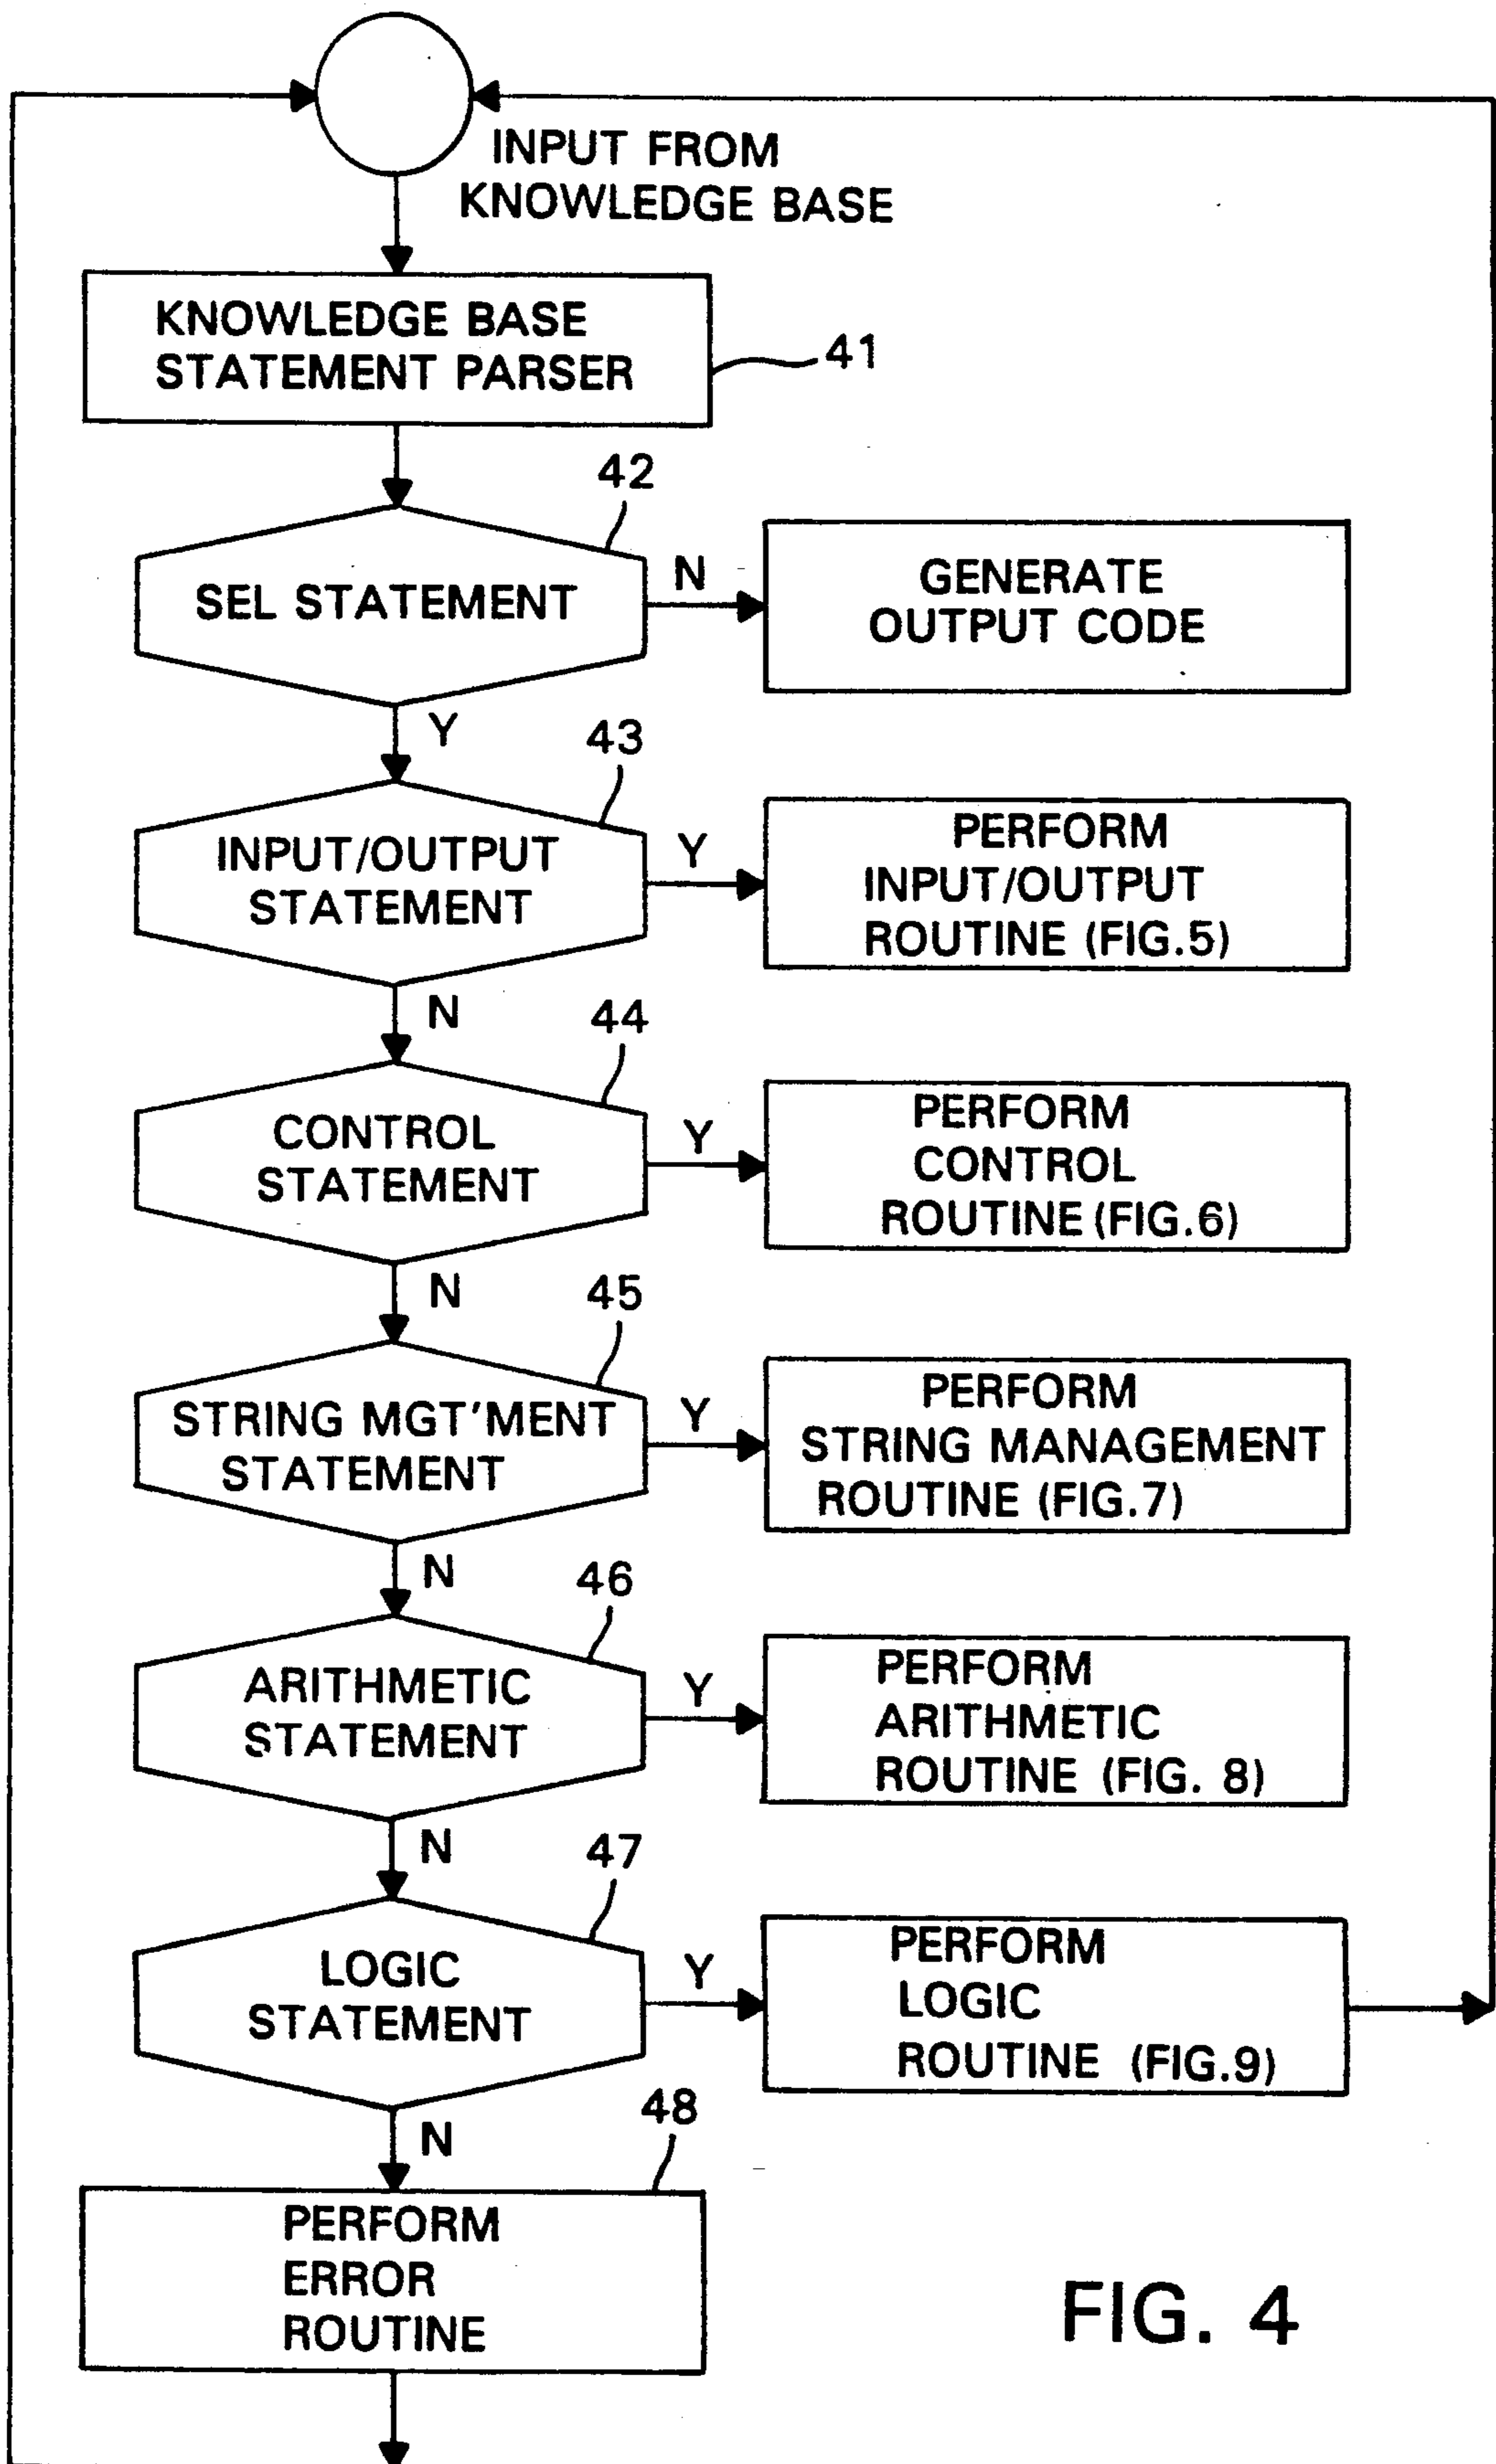 INPUT FROM
KNOWLEDGE BASE
KNOWLEDGE BASE
STATEMENT PARSER
41
42
SEL STATEMENT
N
GENERATE
OUTPUT CODE
Y
43
INPUT/OUTPUT
STATEMENT
Y
PERFORM
INPUT/OUTPUT
ROUTINE (FIG.5)
N
44
CONTROL
STATEMENT
Y
PERFORM
CONTROL
ROUTINE (FIG.6)
N
45
STRING MGT'MENT
STATEMENT
Y
PERFORM
STRING MANAGEMENT
ROUTINE (FIG.7)
N
46
ARITHMETIC
STATEMENT
Y
PERFORM
ARITHMETIC
ROUTINE (FIG. 8)
N
47
LOGIC
STATEMENT
Y
PERFORM
LOGIC
ROUTINE (FIG.9)
N
48
PERFORM
ERROR
ROUTINE
FIG. 4